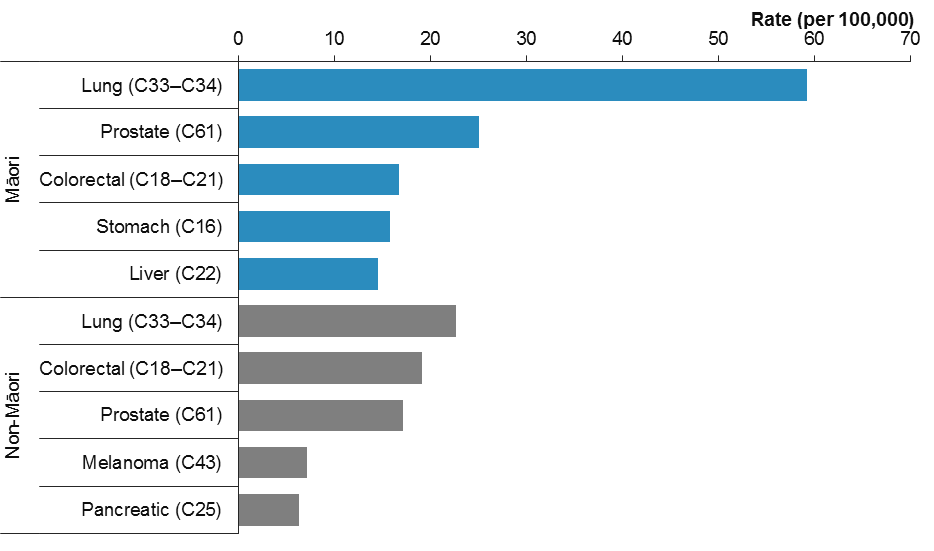 Rate (per 100,000)
0 10 20 30 40 50 60 70
Māori
Lung (C33–C34)
Prostate (C61)
Colorectal (C18–C21)
Stomach (C16)
Liver (C22)
Non-Māori
Lung (C33–C34)
Colorectal (C18–C21)
Prostate (C61)
Melanoma (C43)
Pancreatic (C25)